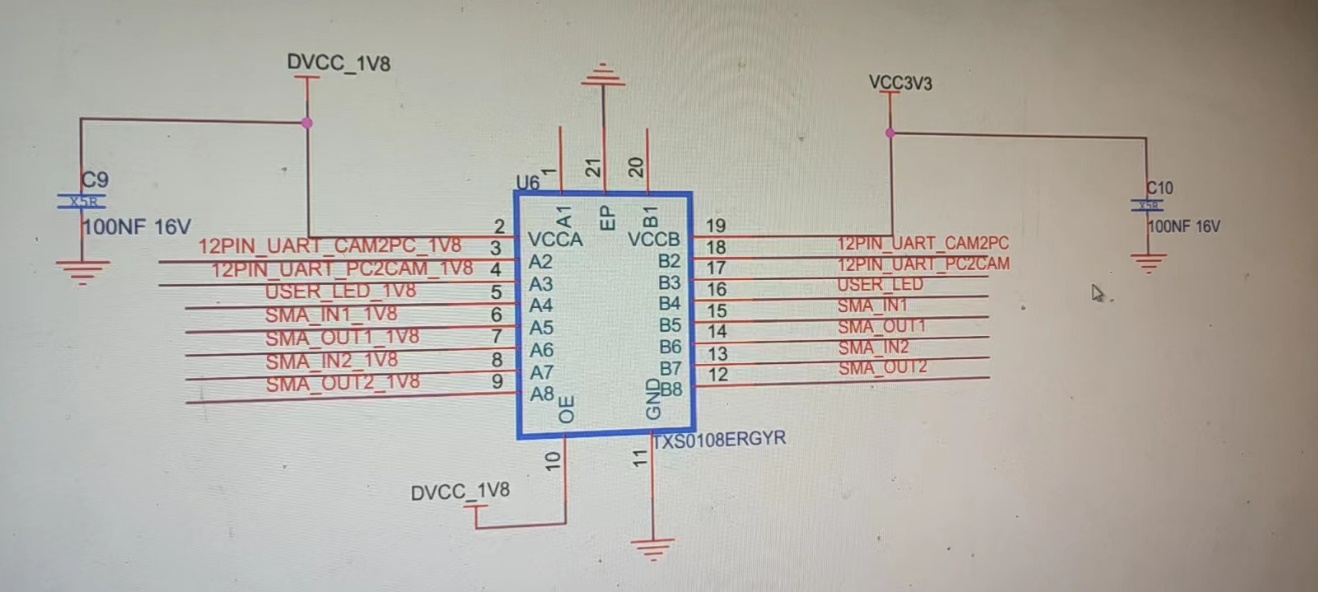 DVCC_1V8
VCC3V3
C9
X5R
100NF 16V
C10
X5R
100NF 16V
U6
1
21
20
A1
EP
B1
2
VCCA
VCCB
19
12PIN_UART_CAM2PC_1V8
3
A2
B2
18
12PIN_UART_CAM2PC
12PIN_UART_PC2CAM_1V8
4
A3
B3
17
12PIN_UART_PC2CAM
USER_LED_1V8
5
A4
B4
16
USER_LED
SMA_IN1_1V8
6
A5
B5
15
SMA_IN1
SMA_OUT1_1V8
7
A6
B6
14
SMA_OUT1
SMA_IN2_1V8
8
A7
B7
13
SMA_IN2
SMA_OUT2_1V8
9
A8
B8
12
SMA_OUT2
OE
GND
TXS0108ERGYR
10
11
DVCC_1V8